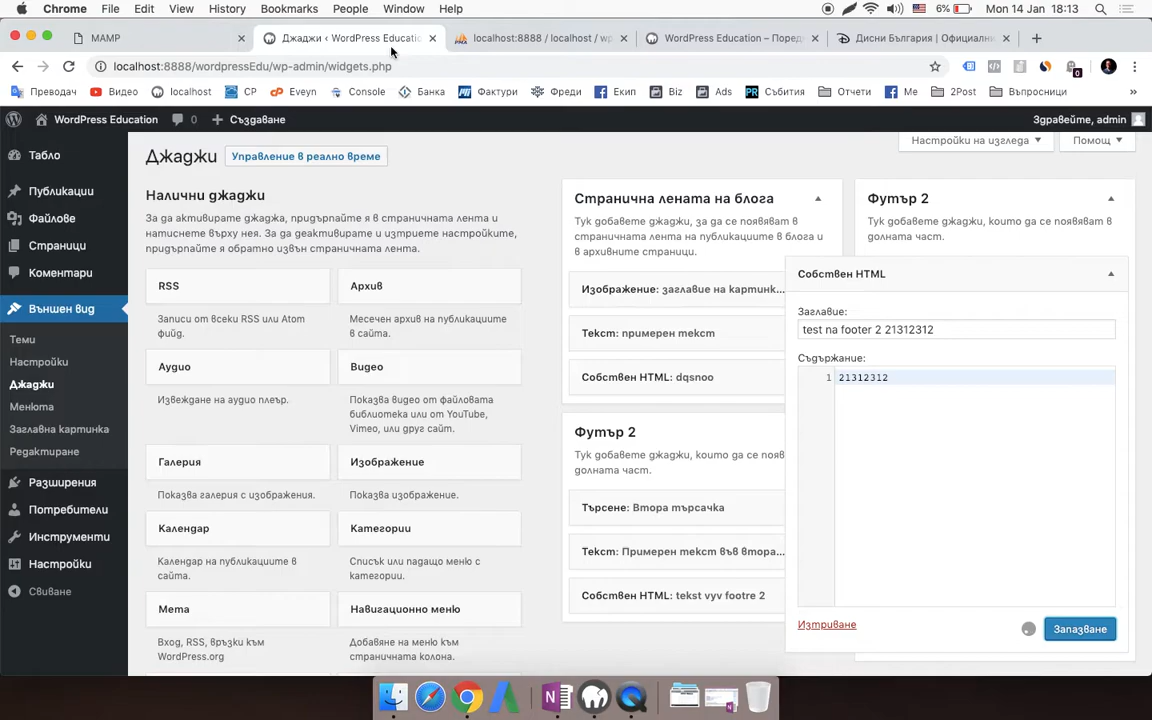 Chrome File Edit View History Bookmarks People Window Help 6% Mon 14 Jan 18:13
MAMP
Джаджи ‹ WordPress Educatio
localhost:8888 / localhost / wp
WordPress Education – Поред
Дисни България | Официалн
localhost:8888/wordpressEdu/wp-admin/widgets.php
Преводач Видео localhost CP Eveyn Console Банка Фактури Фреди Екип Biz Ads Събития Отчети Me 2Post Въпросници »
WordPress Education 0 Създаване Здравейте, admin
Табло
Публикации
Файлове
Страници
Коментари
Външен вид
Теми
Настройки
Джаджи
Менюта
Заглавна картинка
Редактиране
Разширения
Потребители
Инструменти
Настройки
Свиване
Настройки на изгледа
Помощ
Джаджи
Управление в реално време
Налични джаджи
За да активирате джаджа, придърпайте я в страничната лента и
натиснете върху нея. За да деактивирате и изтриете настройките,
придърпайте я обратно извън страничната лента.
RSS
Записи от всеки RSS или Atom
фийд.
Архив
Месечен архив на публикациите
в сайта.
Аудио
Извеждане на аудио плеър.
Видео
Показва видео от файловата
библиотека или от YouTube,
Vimeo, или друг сайт.
Галерия
Показва галерия с изображения.
Изображение
Показва изображение.
Календар
Календар на публикациите в
сайта.
Категории
Списък или падащо меню с
категории.
Мета
Вход, RSS, връзки към
WordPress.org
Навигационно меню
Добавяне на меню към
страничната колона.
Странична лената на блога
Тук добавете джаджи, за да се появяват в
страничната лента на публикациите в блога и
в архивните страници.
Изображение: заглавие на картинк...
Текст: примерен текст
Собствен HTML: dqsnoo
Футър 2
Тук добавете джаджи, които да се появ
долната част.
Търсене: Втора търсачка
Текст: Примерен текст във втора...
Собствен HTML: tekst vyv footre 2
Футър 2
Тук добавете джаджи, които да се появяват в
долната част.
Собствен HTML
Заглавие:
test na footer 2 21312312
Съдържание:
1 21312312
Изтриване
Запазване